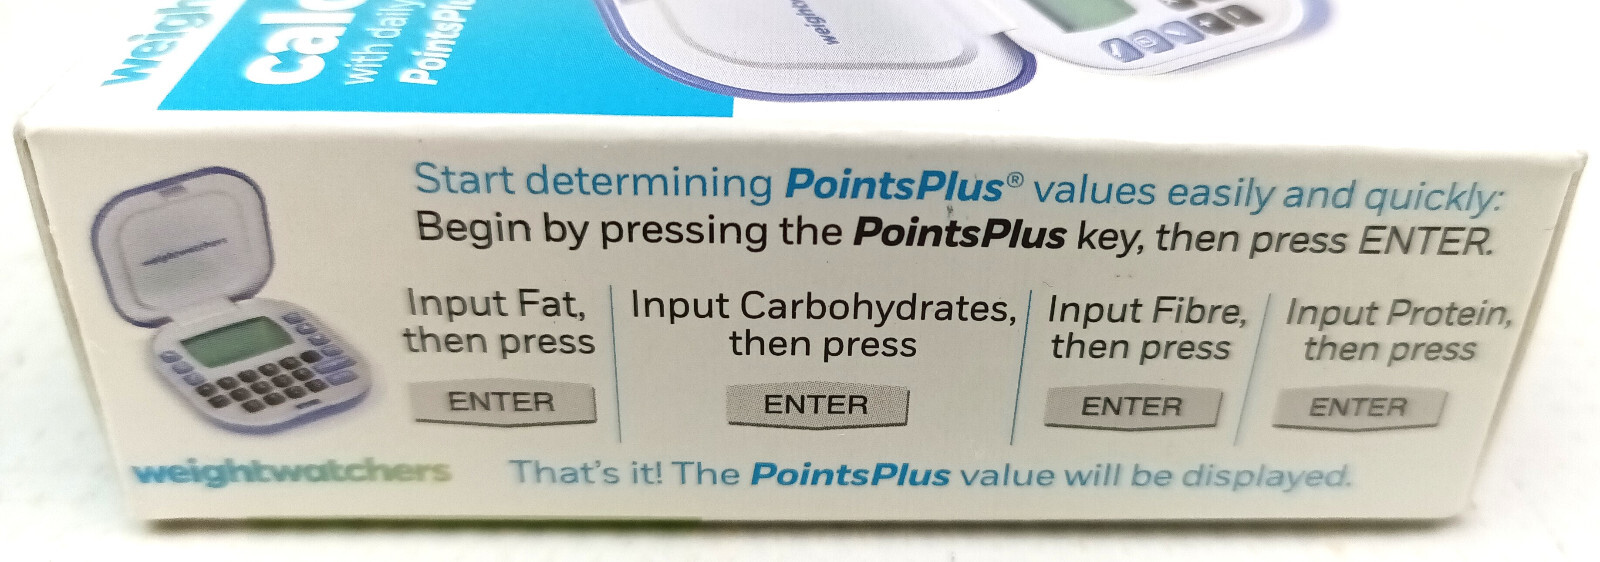 with daily
Start determining PointsPlus® values easily and quickly:
Begin by pressing the PointsPlus key, then press ENTER.
Input Fat,
then press
ENTER
Input Carbohydrates,
then press
ENTER
Input Fibre,
then press
ENTER
Input Protein,
then press
ENTER
weightwatchers
That's it! The PointsPlus value will be displayed.